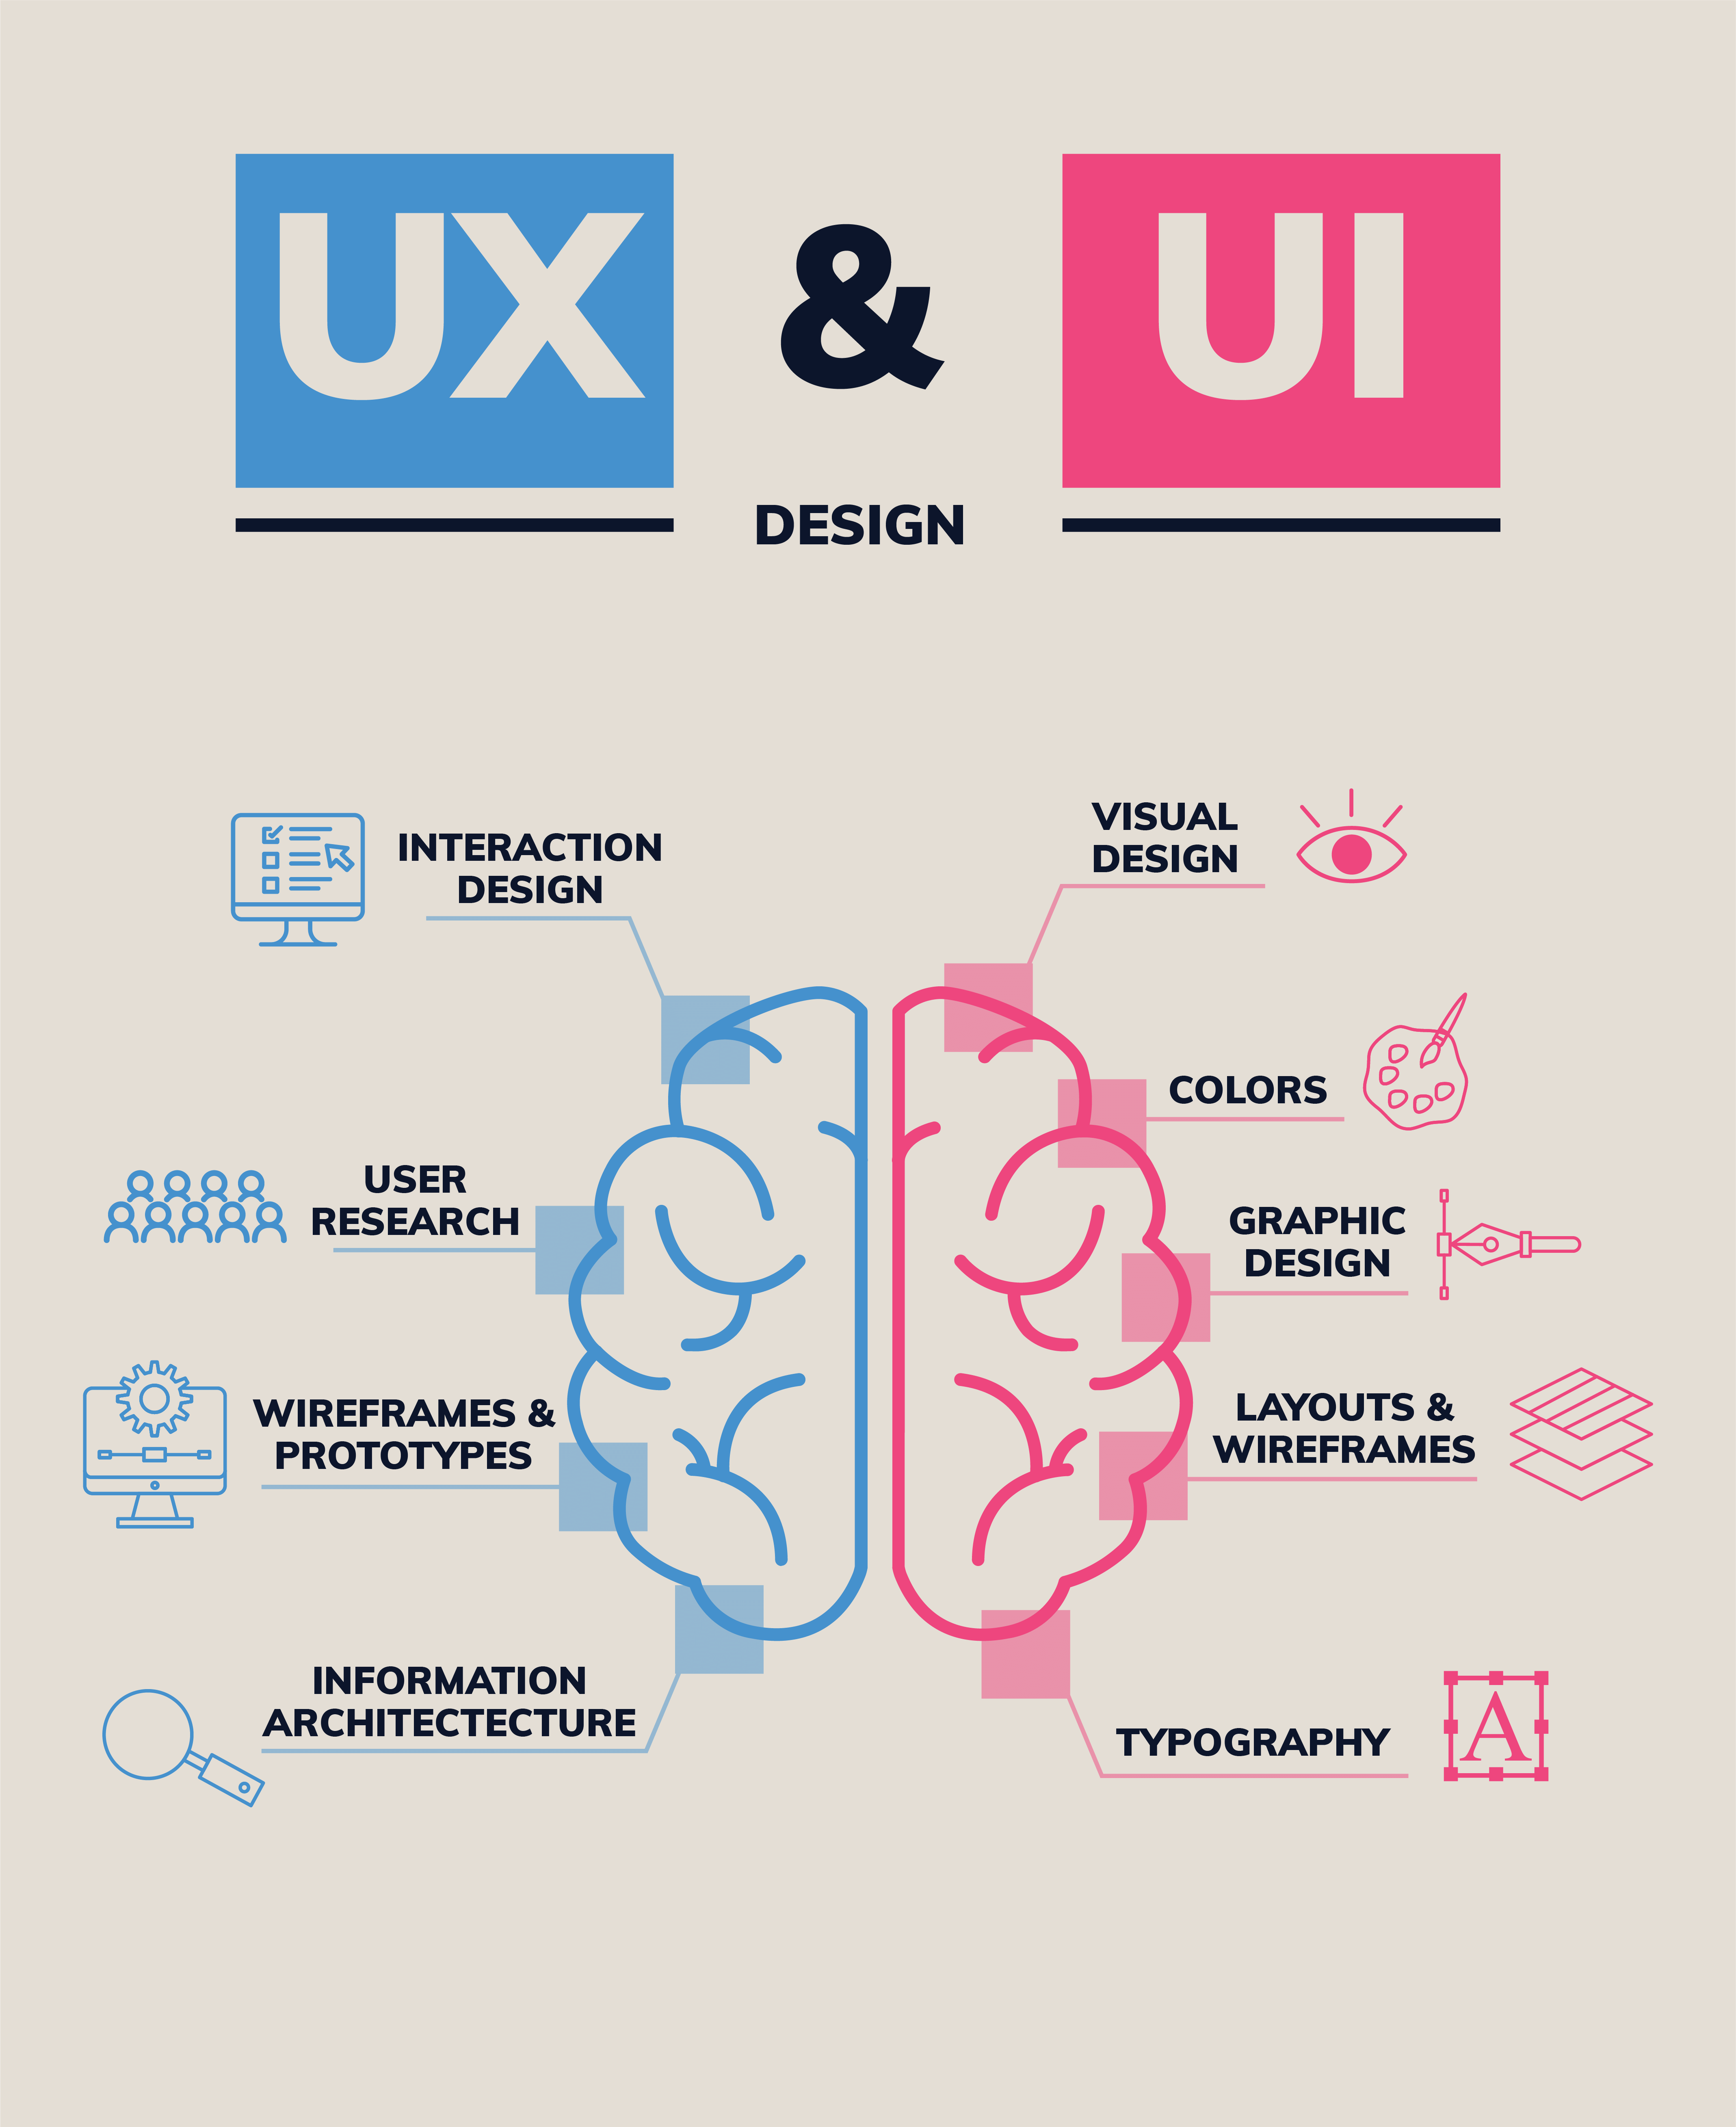 UX
&
UI
DESIGN
INTERACTION
DESIGN
USER
RESEARCH
WIREFRAMES &
PROTOTYPES
INFORMATION
ARCHITECTECTURE
VISUAL
DESIGN
COLORS
GRAPHIC
DESIGN
LAYOUTS &
WIREFRAMES
TYPOGRAPHY
A